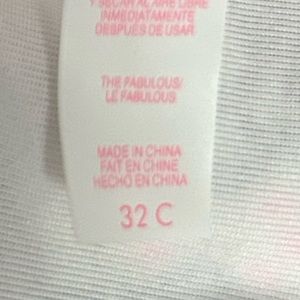 Y SECAR AL AIRE LIBRE
INMEDIATAMENTE
DESPUÉS DE USAR.
THE FABULOUS/
LE FABULOUS
MADE IN CHINA
FAIT EN CHINE
HECHO EN CHINA
32 C